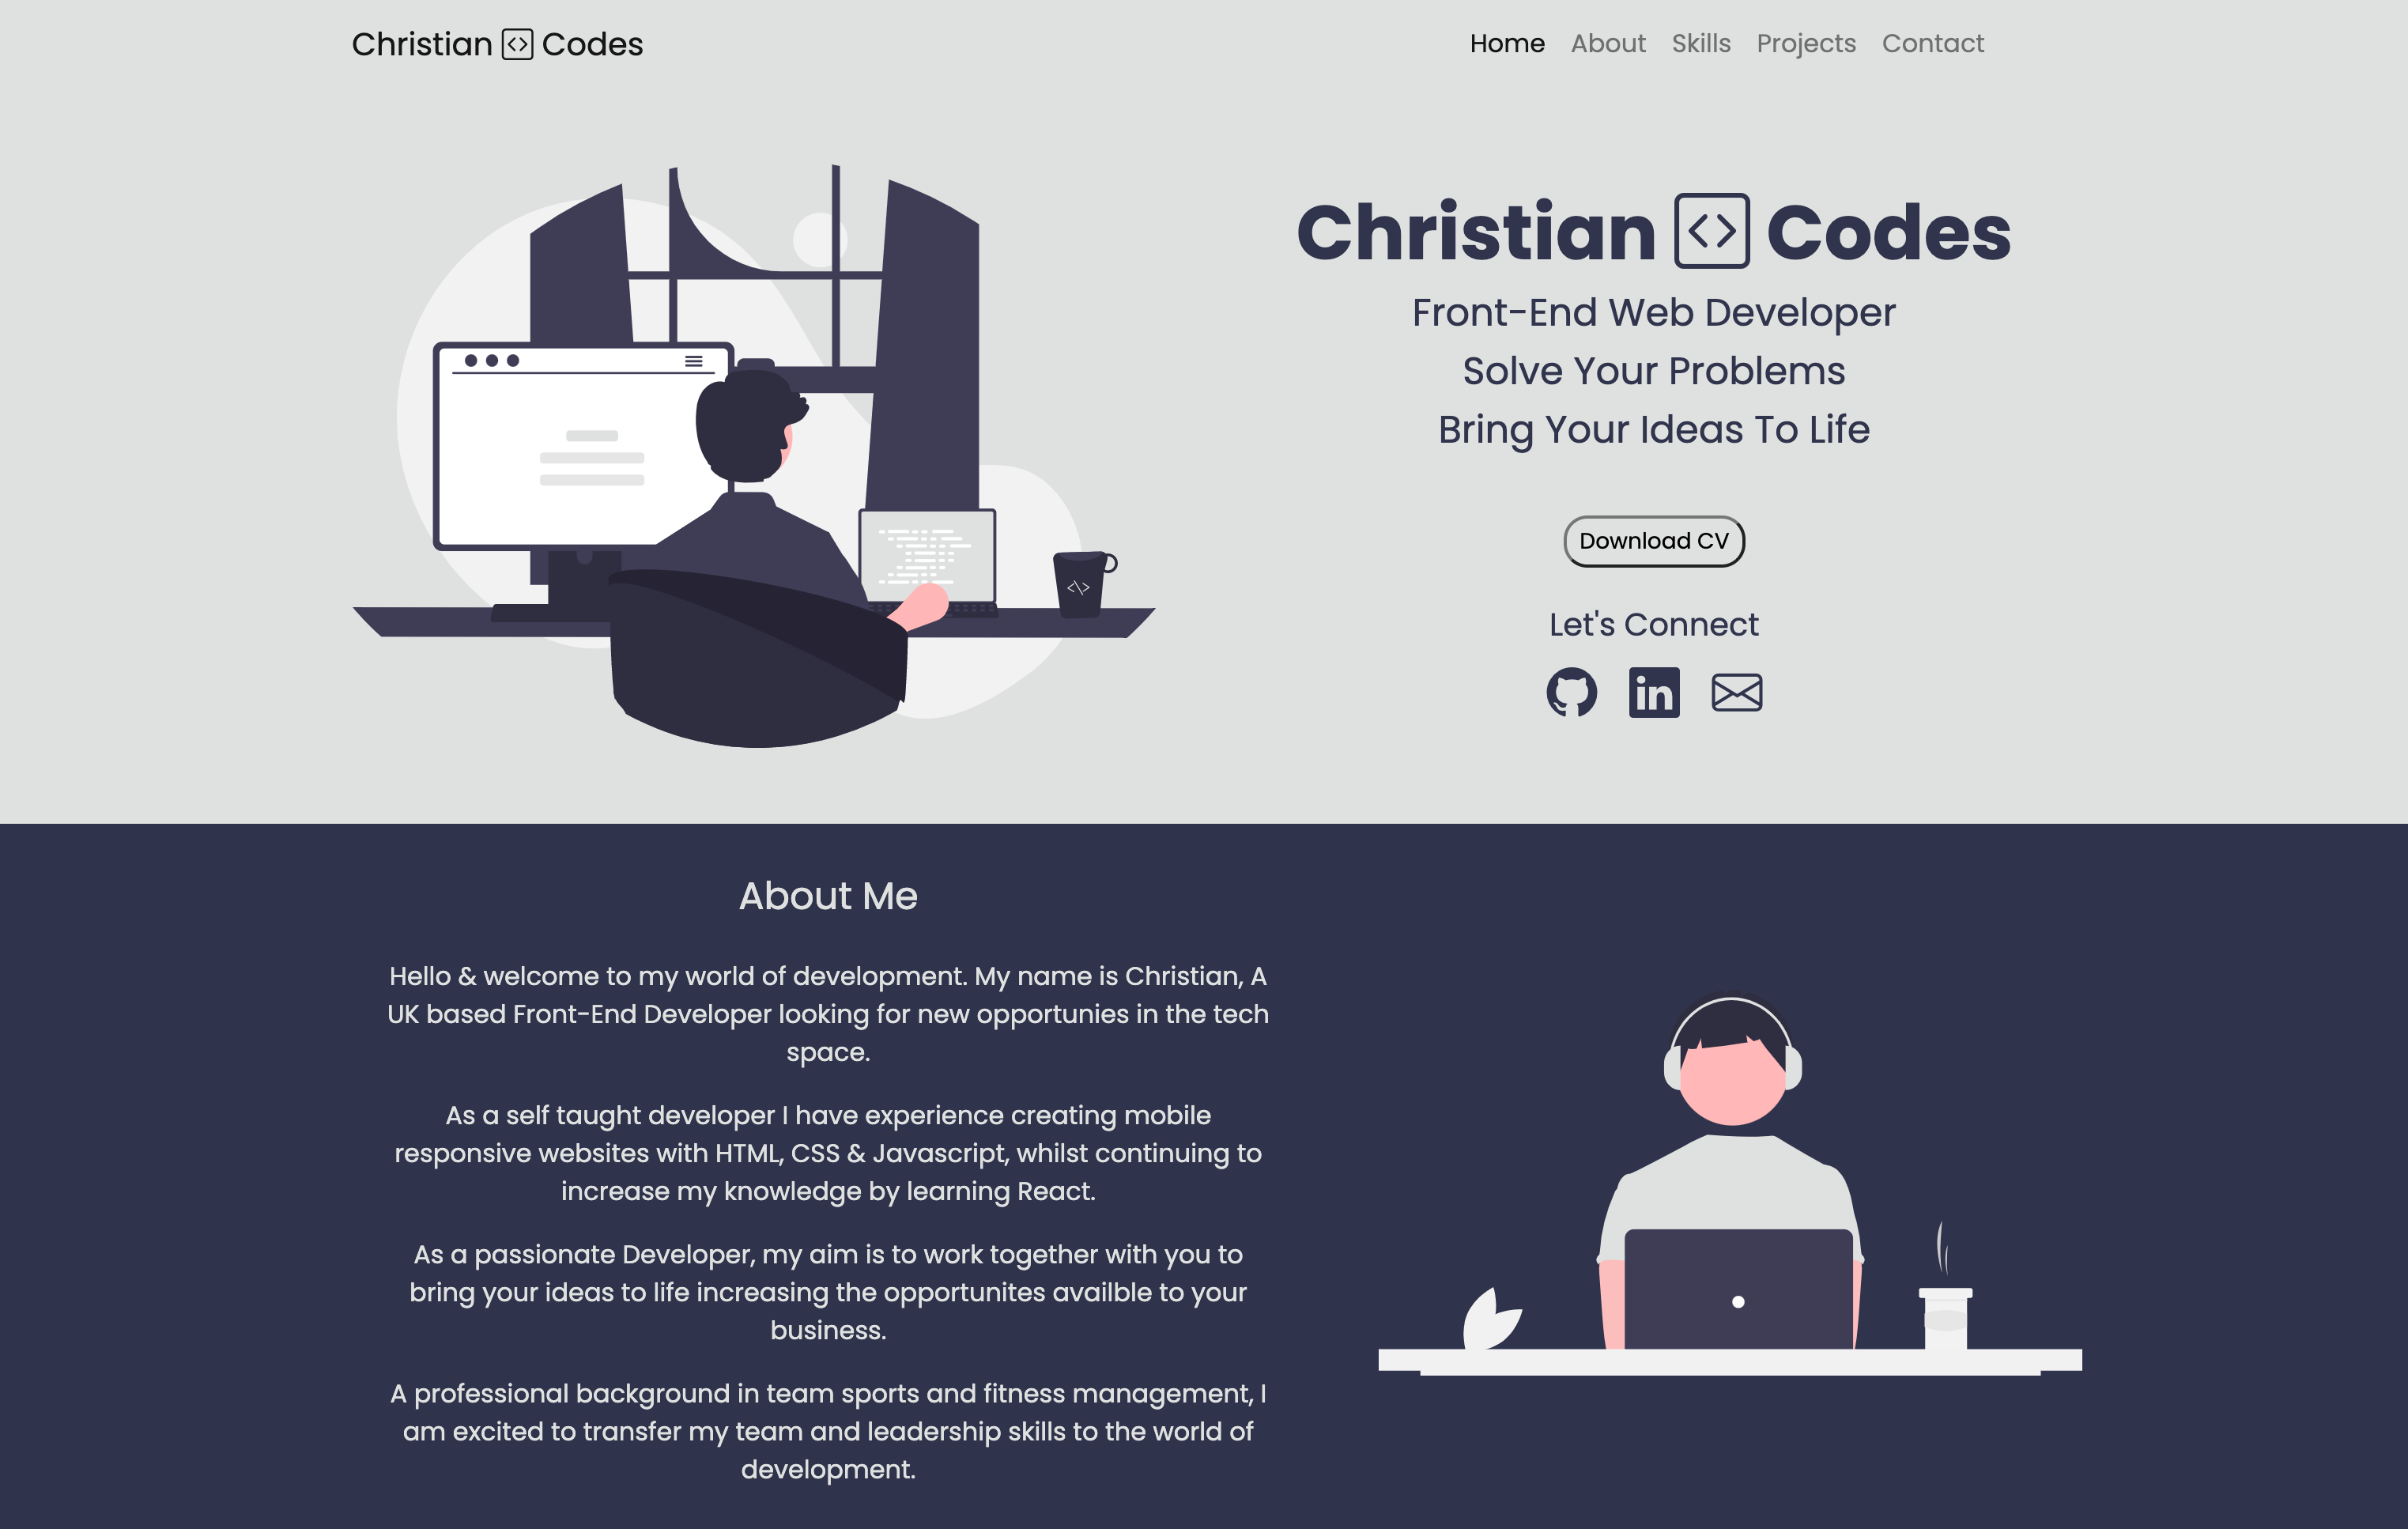 Christian <> Codes
Home About Skills Projects Contact
Christian <> Codes
Front-End Web Developer
Solve Your Problems
Bring Your Ideas To Life
</>
Download CV
Let's Connect
in
About Me
Hello & welcome to my world of development. My name is Christian, A
UK based Front-End Developer looking for new opportunies in the tech
space.
As a self taught developer I have experience creating mobile
responsive websites with HTML, CSS & Javascript, whilst continuing to
increase my knowledge by learning React.
As a passionate Developer, my aim is to work together with you to
bring your ideas to life increasing the opportunites availble to your
business.
A professional background in team sports and fitness management, I
am excited to transfer my team and leadership skills to the world of
development.